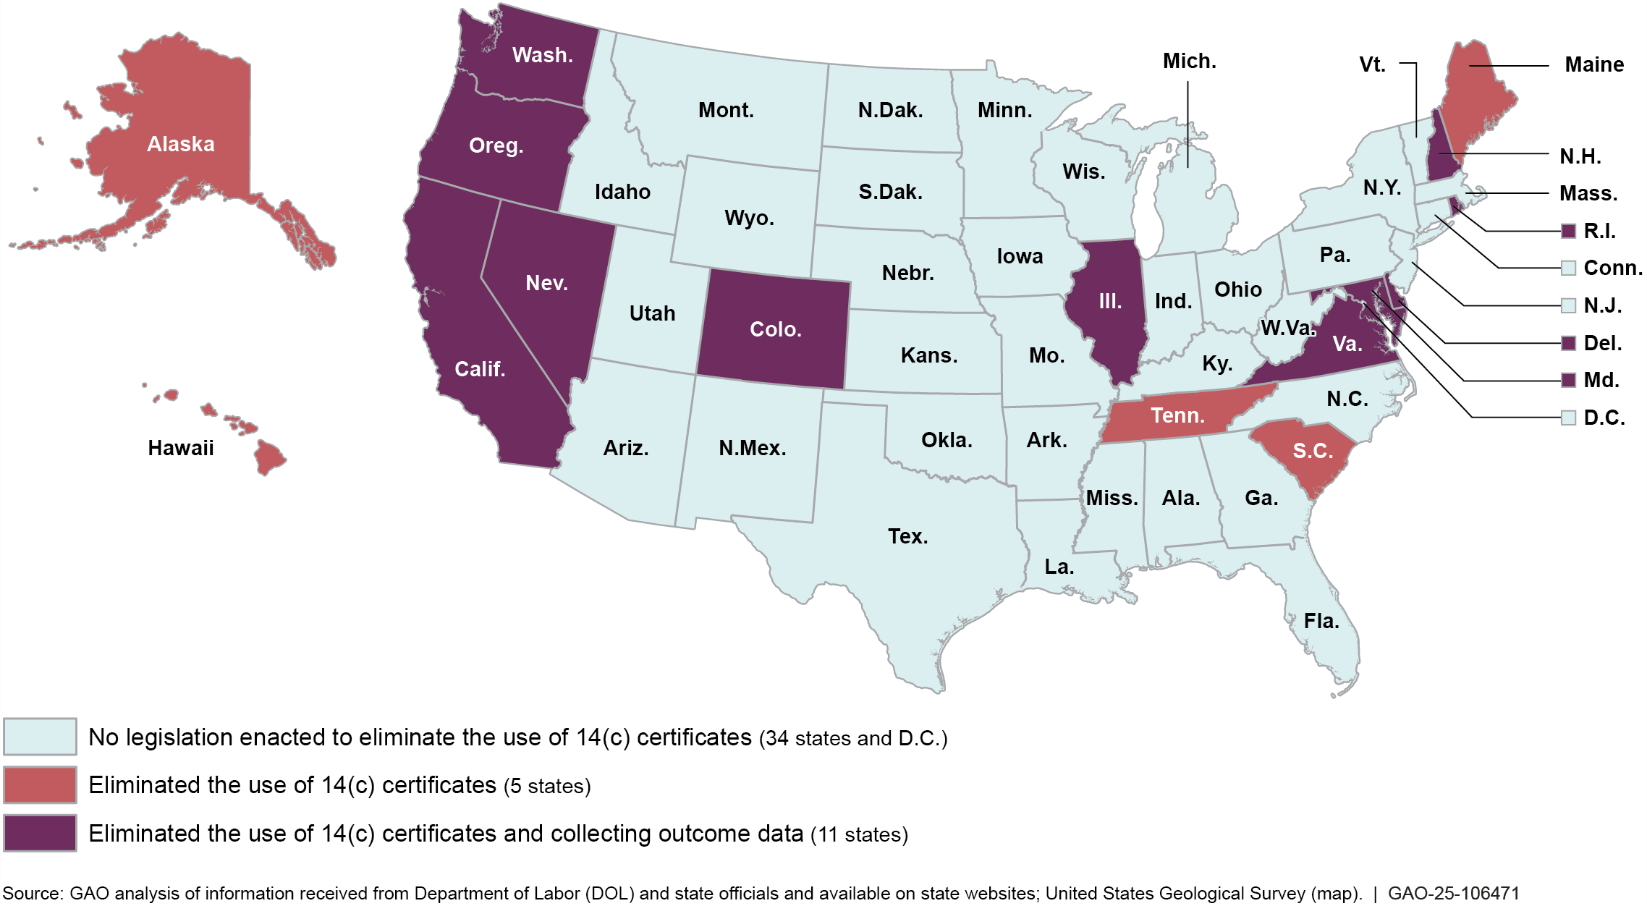 Wash.
Mont.
N.Dak.
Minn.
Mich.
Vt.
Maine
Alaska
Oreg.
Idaho
Wyo.
S.Dak.
Wis.
N.Y.
N.H.
Mass.
R.I.
Conn.
N.J.
Del.
Md.
D.C.
Nev.
Utah
Colo.
Nebr.
Iowa
Ill.
Ind.
Ohio
Pa.
W.Va.
Va.
Calif.
Kans.
Mo.
Ky.
N.C.
Hawaii
Ariz.
N.Mex.
Okla.
Ark.
Tenn.
S.C.
Tex.
La.
Miss.
Ala.
Ga.
Fla.
No legislation enacted to eliminate the use of 14(c) certificates (34 states and D.C.)
Eliminated the use of 14(c) certificates (5 states)
Eliminated the use of 14(c) certificates and collecting outcome data (11 states)
Source: GAO analysis of information received from Department of Labor (DOL) and state officials and available on state websites; United States Geological Survey (map). | GAO-25-106471